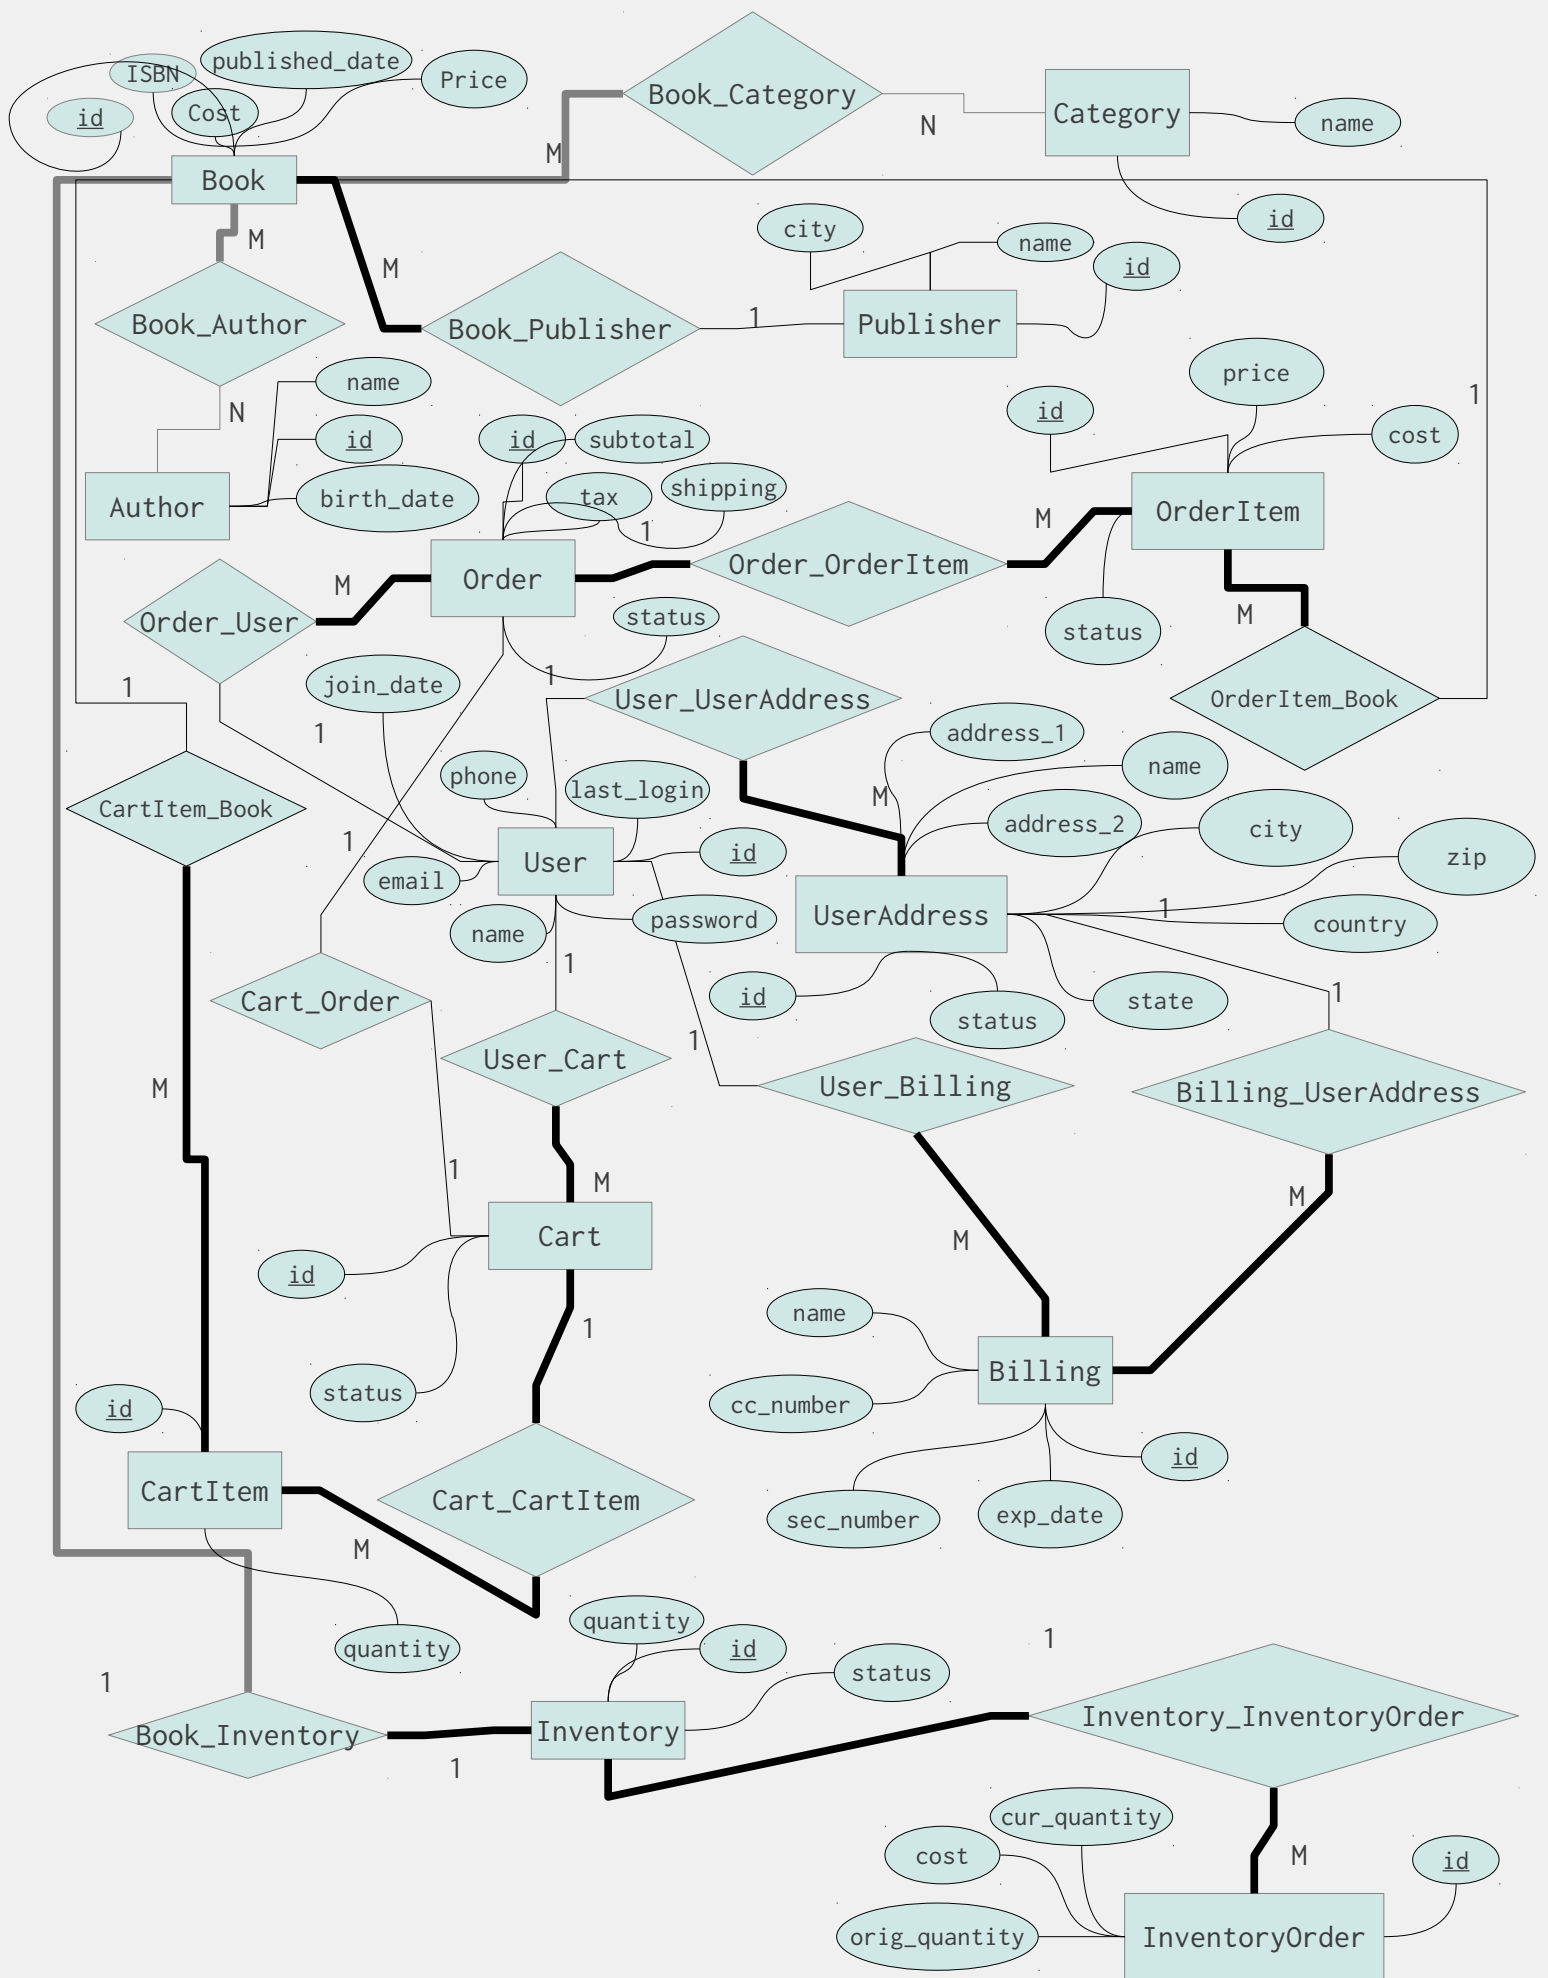 published_date
ISBN
Price
Cost
id
Book_Category
Category
name
N
M
Book
id
M
M
city
name
id
Book_Author
Book_Publisher
1
Publisher
name
price
1
id
N
id
cost
id
subtotal
Author
birth_date
tax
shipping
OrderItem
M
1
Order_OrderItem
Order
M
status
M
Order_User
status
join_date
1
1
User_UserAddress
OrderItem_Book
1
address_1
phone
name
last_login
M
CartItem_Book
address_2
city
1
User
id
zip
email
UserAddress
1
password
country
name
1
id
1
Cart_Order
status
state
1
User_Cart
User_Billing
M
Billing_UserAddress
1
M
M
Cart
M
id
name
1
Billing
status
cc_number
id
id
CartItem
Cart_CartItem
exp_date
sec_number
M
quantity
id
1
quantity
status
1
Inventory_InventoryOrder
Book_Inventory
Inventory
1
cur_quantity
cost
M
id
orig_quantity
InventoryOrder